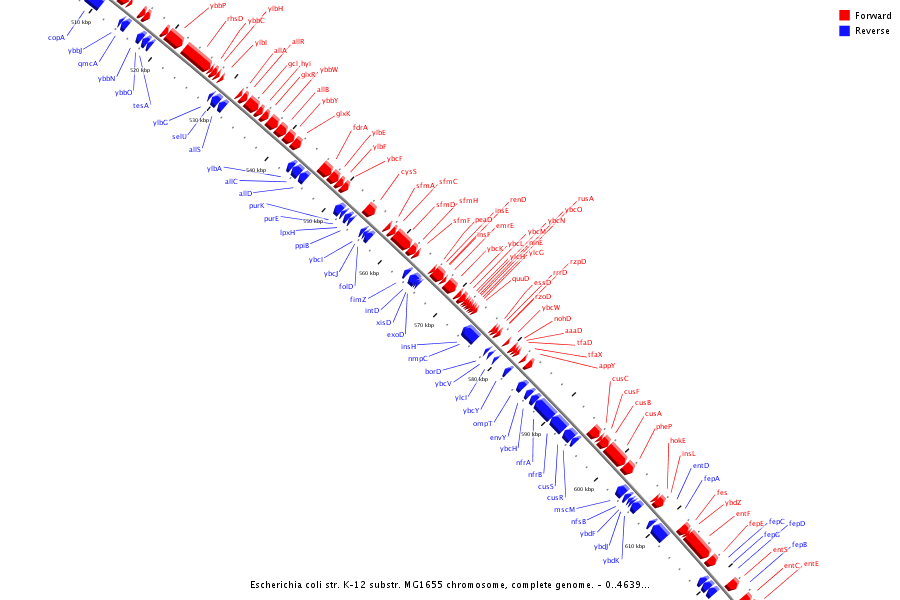 Forward
Reverse
ybbP
ylbH
rhsD
ybbC
510 kbp
copA
ybbJ
qmcA
ylbI
allR
allA
gcl
hyi
glxR
ybbW
520 kbp
ybbN
ybbO
tesA
allB
ybbY
glxK
530 kbp
ylbG
selU
allS
fdrA
ylbE
ylbF
ybcF
540 kbp
ylbA
allC
allD
cysS
sfmA
sfmC
purK
purE
550 kbp
lpxH
ppiB
sfmD
sfmH
sfmF
peaD
insE
renD
insF
emrE
rusA
ybcO
ybcN
ybcM
ninE
ybcL
ybcK
ylcG
ylcH
ybcI
ybcJ
560 kbp
folD
quuD
rzpD
rrrD
essD
rzoD
fimZ
intD
xisD
exoD
570 kbp
ybcW
nohD
aaaD
tfaD
tfaX
appY
insH
nmpC
borD
580 kbp
ybcV
ylcI
ybcY
cusC
cusF
cusB
cusA
pheP
ompT
envY
590 kbp
ybcH
nfrA
nfrB
cusS
cusR
hokE
insL
entD
fepA
600 kbp
mscM
nfsB
ybdF
ybdJ
610 kbp
ybdK
fes
ybdZ
entF
fepE
fepC
fepD
fepG
fepB
entS
entC
entE
Escherichia coli str. K-12 substr. MG1655 chromosome, complete genome. - 0..4639...